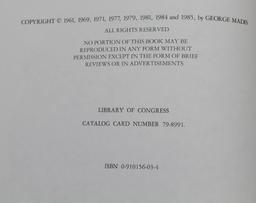 COPYRIGHT © 1961, 1969, 1971, 1977, 1979, 1981, 1984 and 1985, by GEORGE MADIS
ALL RIGHTS RESERVED
NO PORTION OF THIS BOOK MAY BE
REPRODUCED IN ANY FORM WITHOUT
PERMISSION EXCEPT IN THE FORM OF BRIEF
REVIEWS OR IN ADVERTISEMENTS
LIBRARY OF CONGRESS
CATALOG CARD NUMBER 79-8991.
ISBN 0-910156-03-4